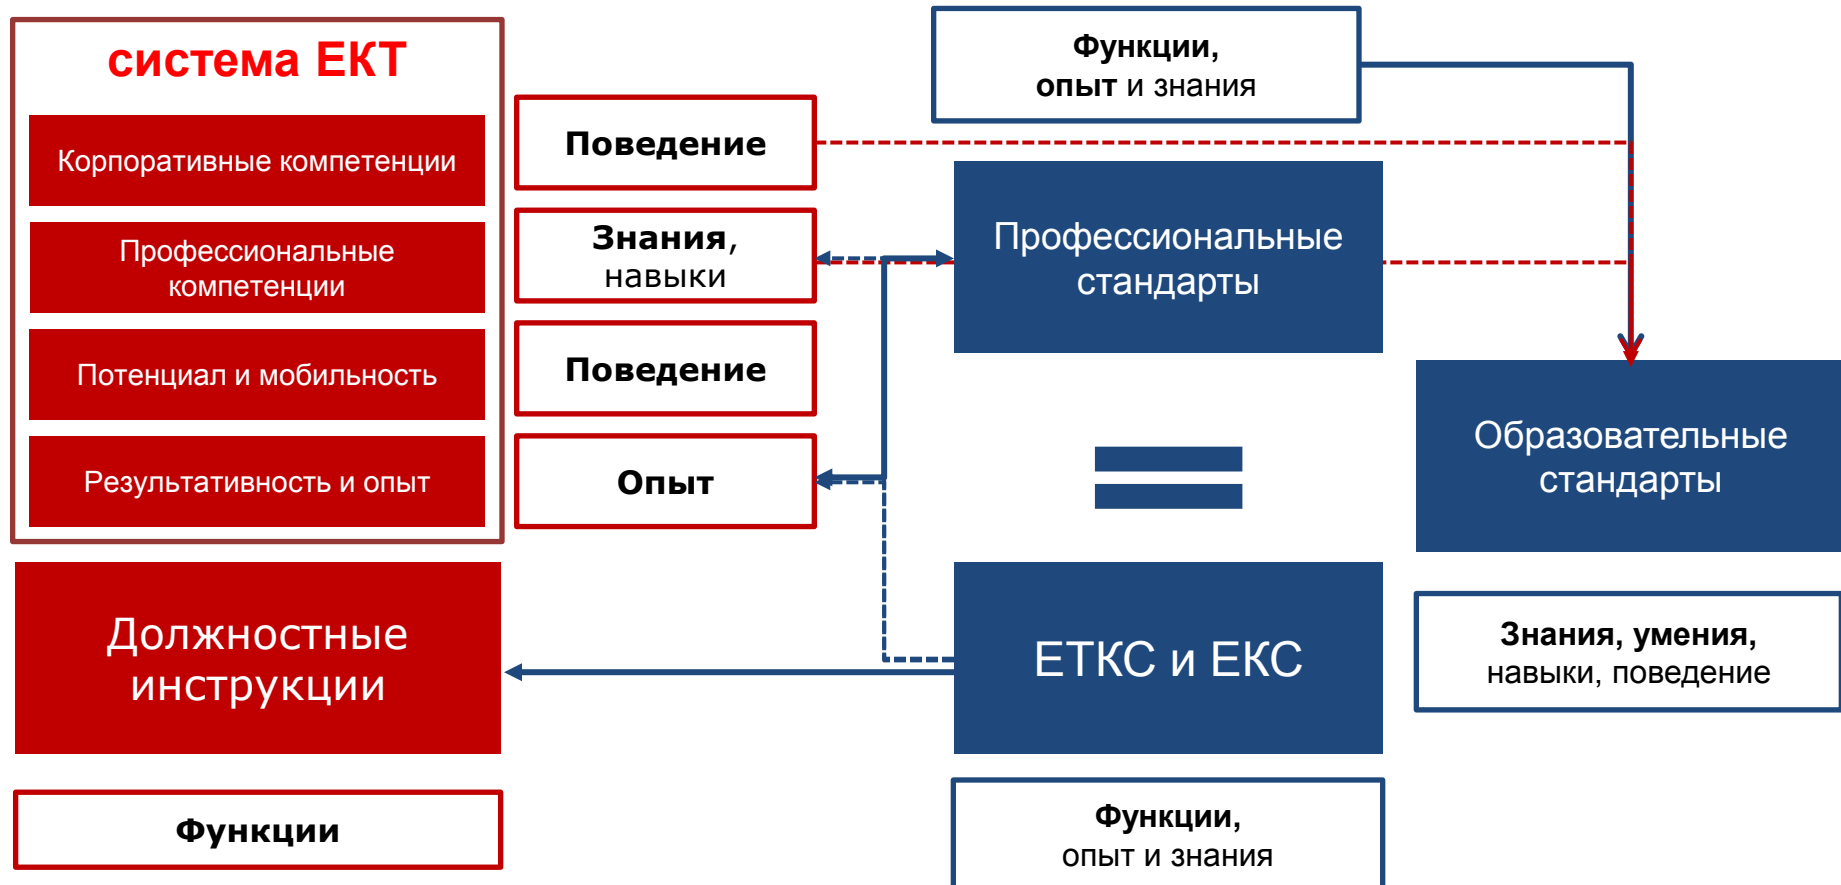 система ЕКТ
Корпоративные компетенции
Профессиональные
компетенции
Потенциал и мобильность
Результативность и опыт
Поведение
Знания,
навыки
Поведение
Опыт
Должностные
инструкции
Функции
Функции,
опыт и знания
Профессиональные
стандарты
ЕТКС и ЕКС
Функции,
опыт и знания
Образовательные
стандарты
Знания, умения,
навыки, поведение